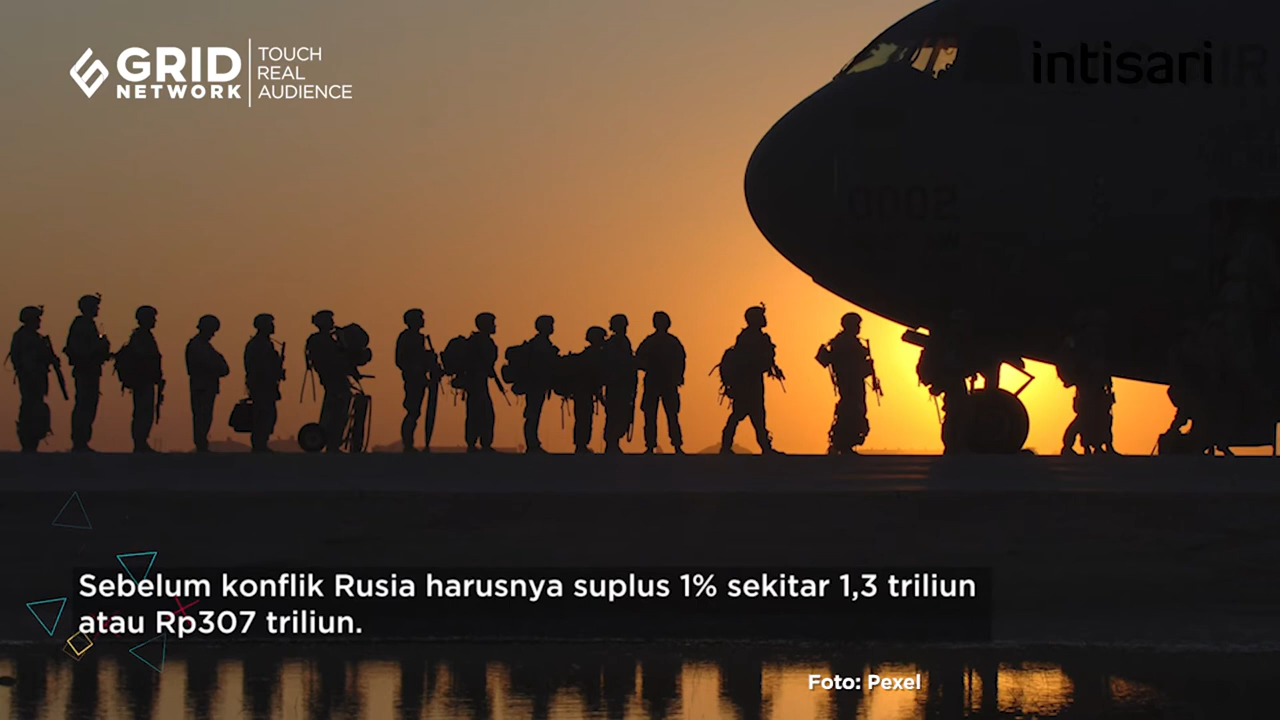 GRID
NETWORK
TOUCH
REAL
AUDIENCE
intisari
0002
Sebelum konflik Rusia harusnya suplus 1% sekitar 1,3 triliun
atau Rp307 triliun.
Foto: Pexel